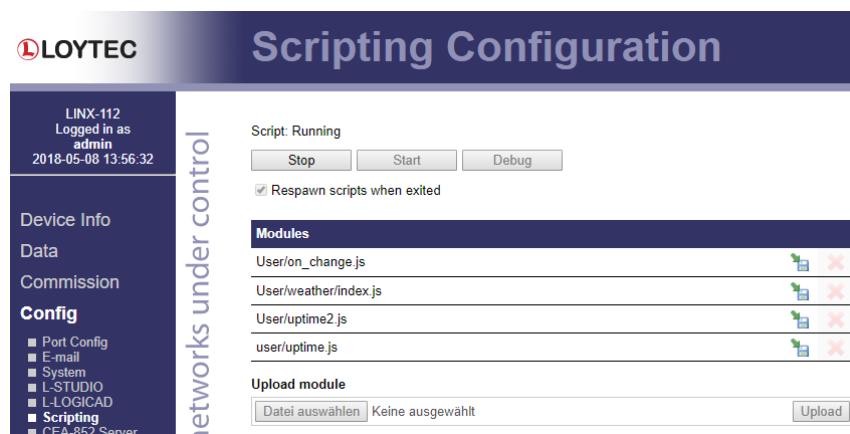 LOYTEC
Scripting Configuration
LINX-112
Logged in as
admin
2018-05-08 13:56:32
networks under control
Device Info
Data
Commission
Config
Port Config
E-mail
System
L-STUDIO
L-LOGICAD
Scripting
CEA-852 Server
Script: Running
Stop Start Debug
Respawn scripts when exited
Modules
User/on_change.js
User/weather/index.js
User/uptime2.js
user/uptime.js
Upload module
Datei auswählen Keine ausgewählt Upload